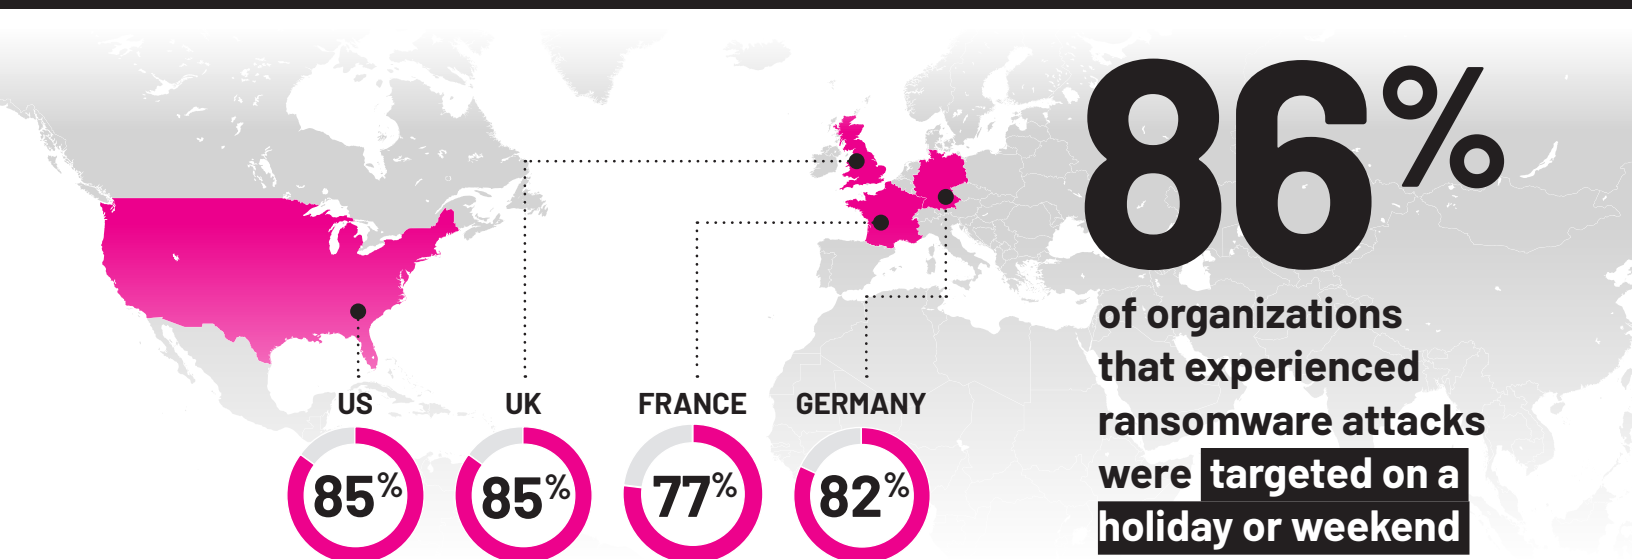 86%
of organizations
that experienced
ransomware attacks
were targeted on a
holiday or weekend
US
UK
FRANCE
GERMANY
85%
85%
77%
82%